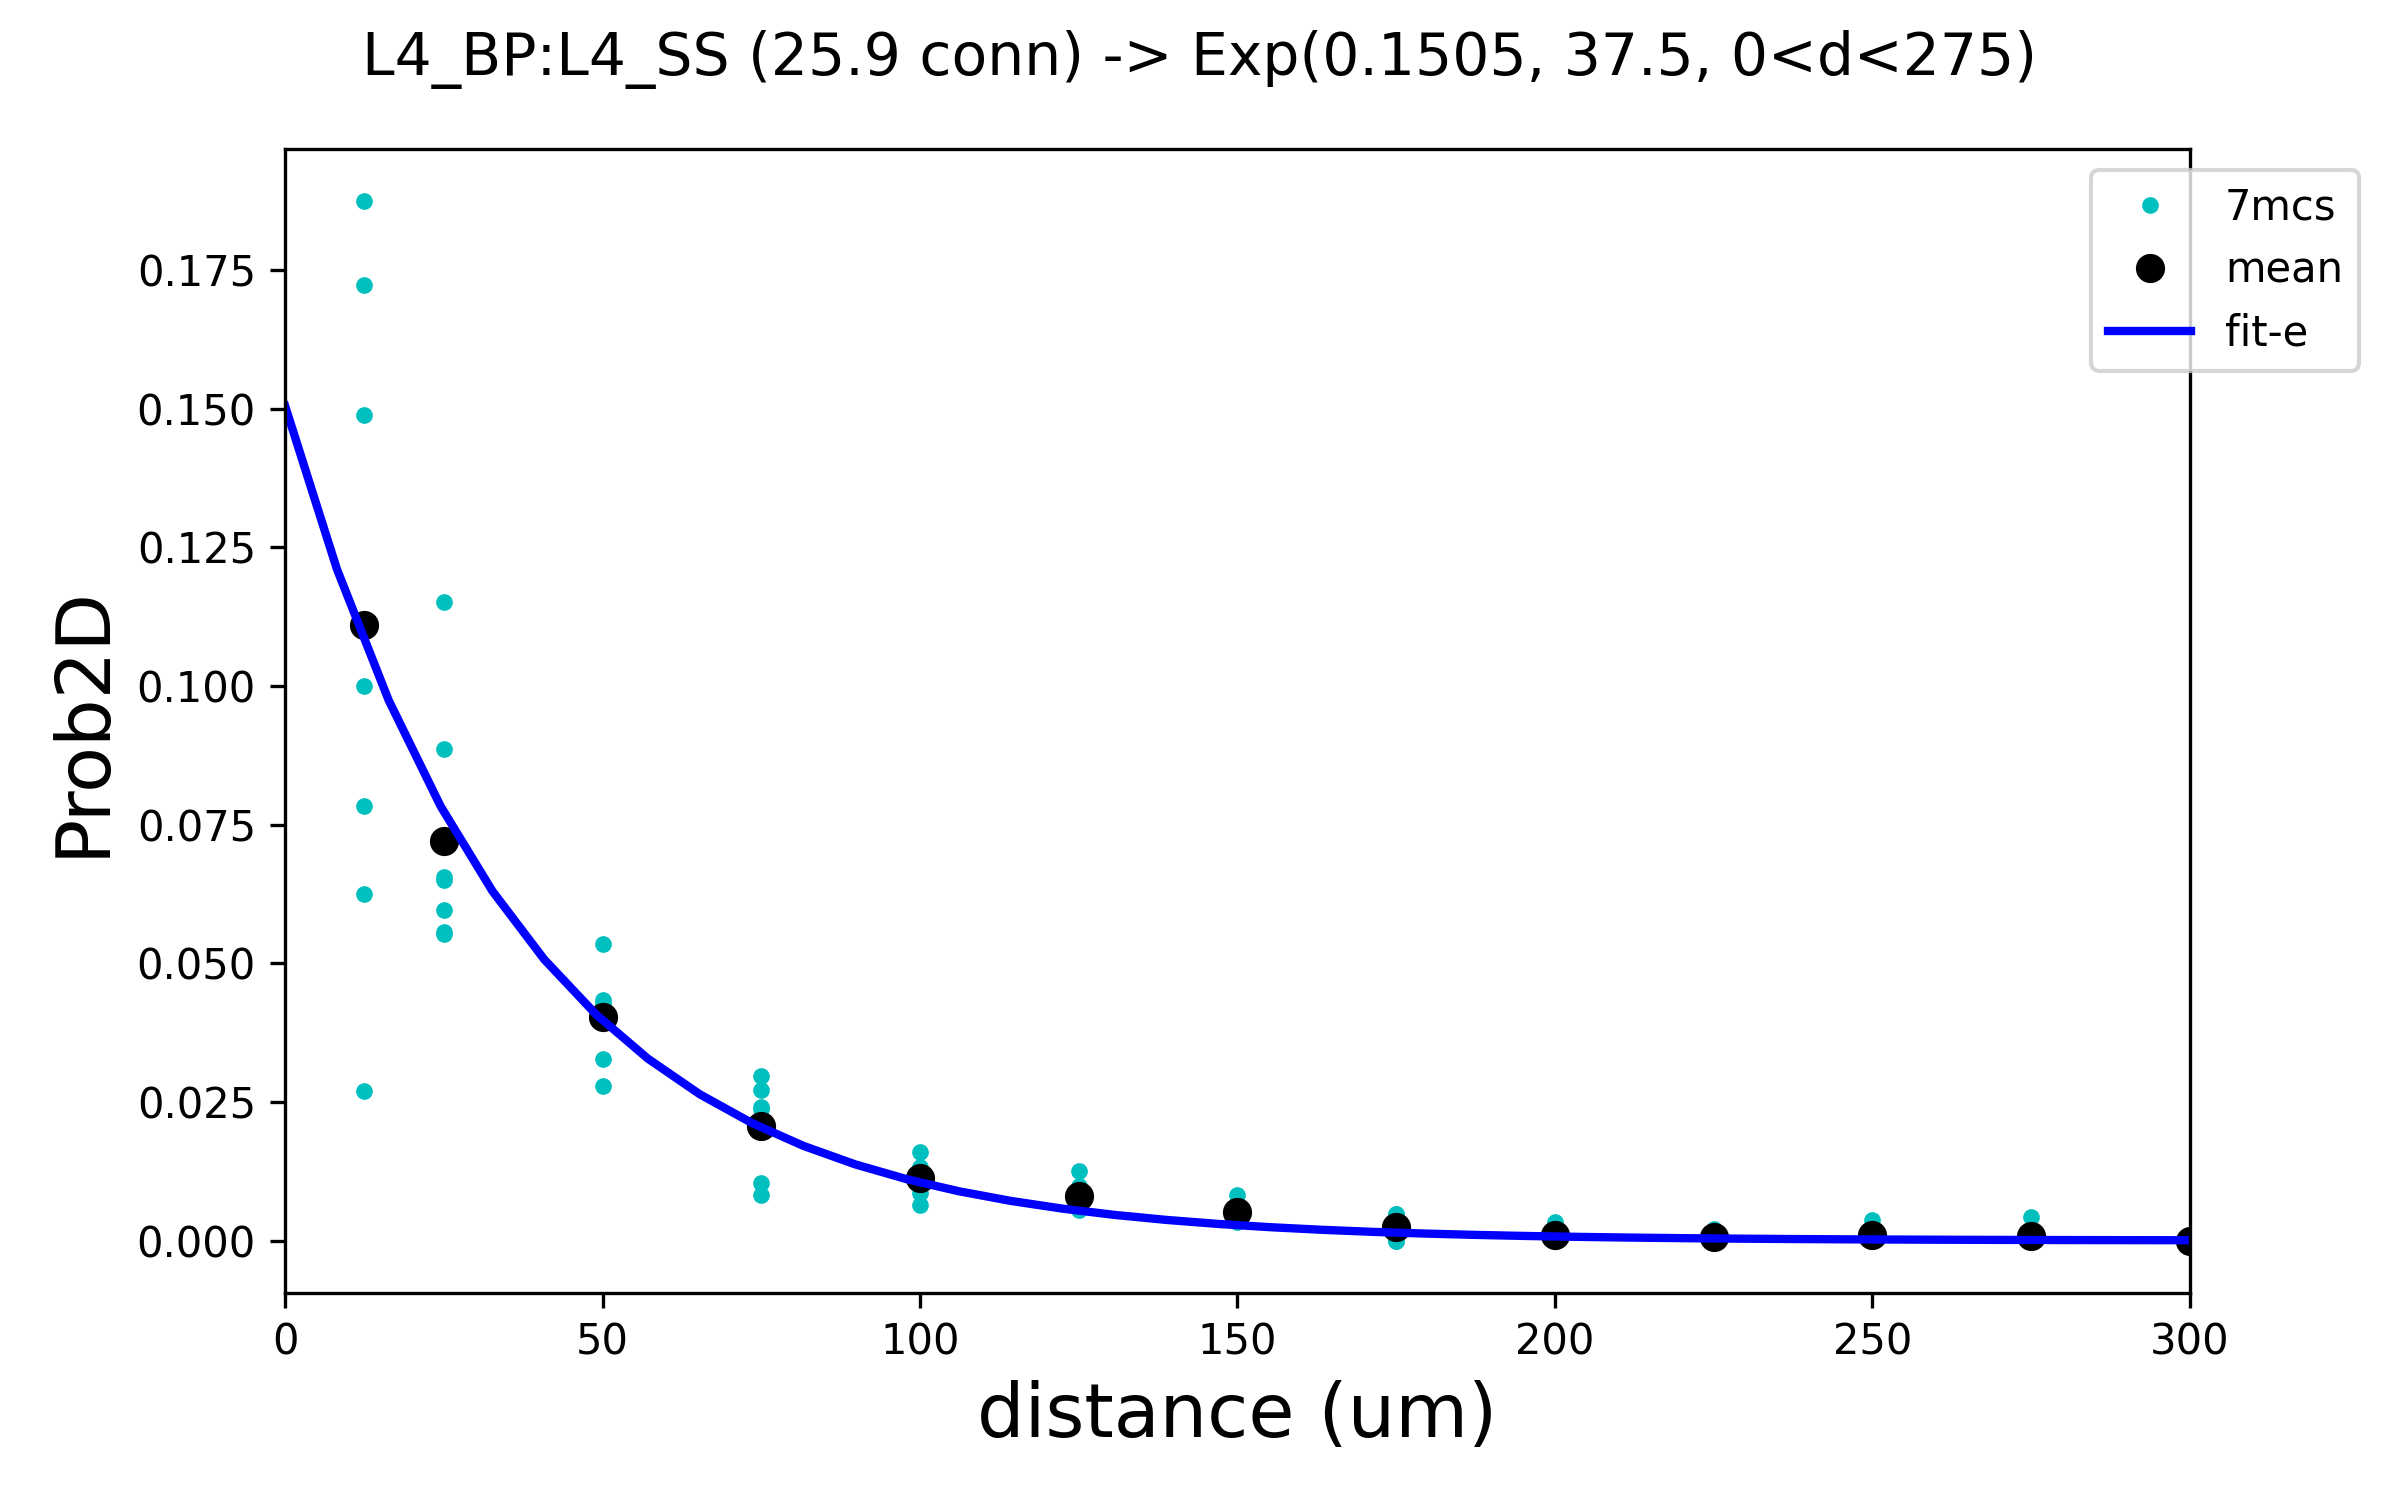 L4_BP:L4_SS (25.9 conn) -> Exp(0.1505, 37.5, 0<d<275)
7mcs
mean
fit-e
Prob2D
0.175
0.150
0.125
0.100
0.075
0.050
0.025
0.000
0 50 100 150 200 250 300
distance (um)